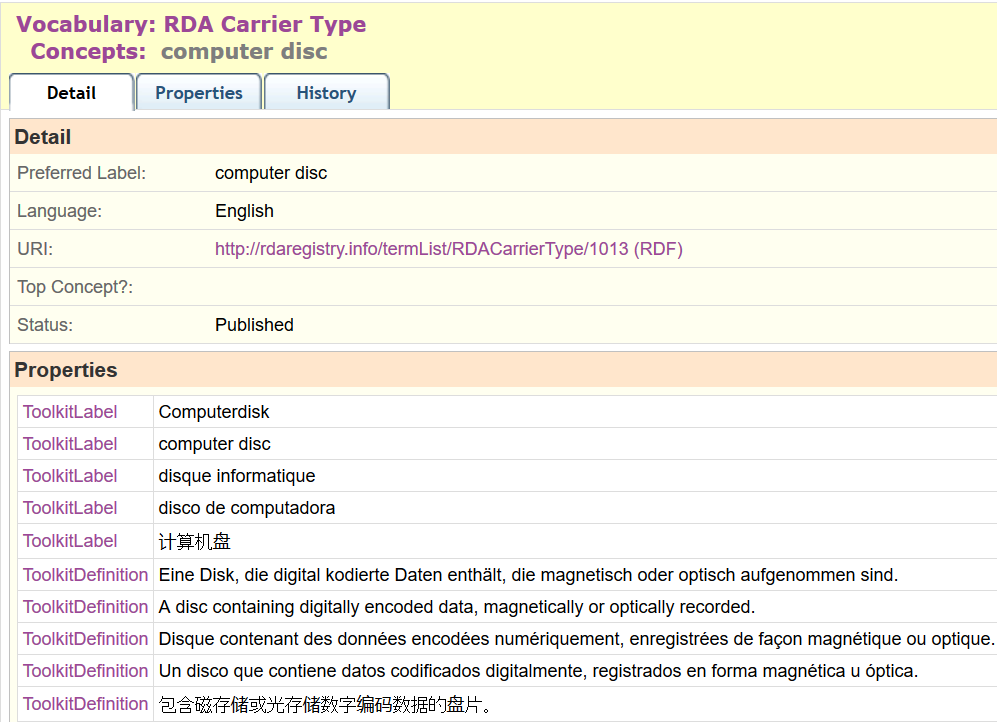 Vocabulary: RDA Carrier Type
Concepts: computer disc
Detail Properties History
Detail
Preferred Label: computer disc
Language: English
URI: http://rdaregistry.info/termList/RDACarrierType/1013 (RDF)
Top Concept?:
Status: Published
Properties
ToolkitLabel Computerdisk
ToolkitLabel computer disc
ToolkitLabel disque informatique
ToolkitLabel disco de computadora
ToolkitLabel 计算机盘
ToolkitDefinition Eine Disk, die digital kodierte Daten enthält, die magnetisch oder optisch aufgenommen sind.
ToolkitDefinition A disc containing digitally encoded data, magnetically or optically recorded.
ToolkitDefinition Disque contenant des données encodées numériquement, enregistrées de façon magnétique ou optique.
ToolkitDefinition Un disco que contiene datos codificados digitalmente, registrados en forma magnética u óptica.
ToolkitDefinition 包含磁存储或光存储数字编码数据的盘片。